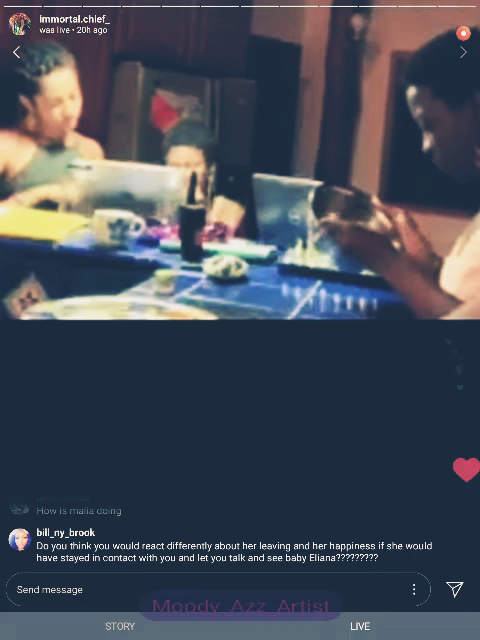 immortal.chief_
was live • 20h ago
How is malia doing
bill_ny_brook
Do you think you would react differently about her leaving and her happiness if she would
have stayed in contact with you and let you talk and see baby Eliana?????????
Send message
Moody_Azz_Artist
STORY
LIVE